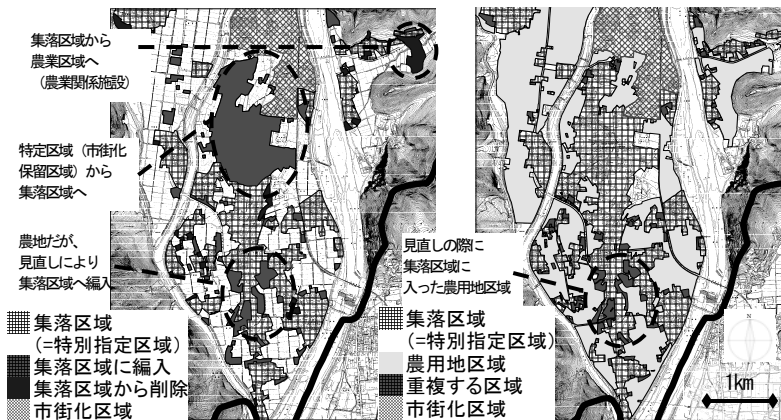 集落区域から
農業区域へ
(農業関係施設)
特定区域(市街化
保留区域)から
集落区域へ
農地だが、
見直しにより
集落区域へ編入
集落区域
(=特別指定区域)
集落区域に編入
集落区域から削除
市街化区域
見直しの際に
集落区域に
入った農用地区域
集落区域
(=特別指定区域)
農用地区域
重複する区域
市街化区域
N
1km